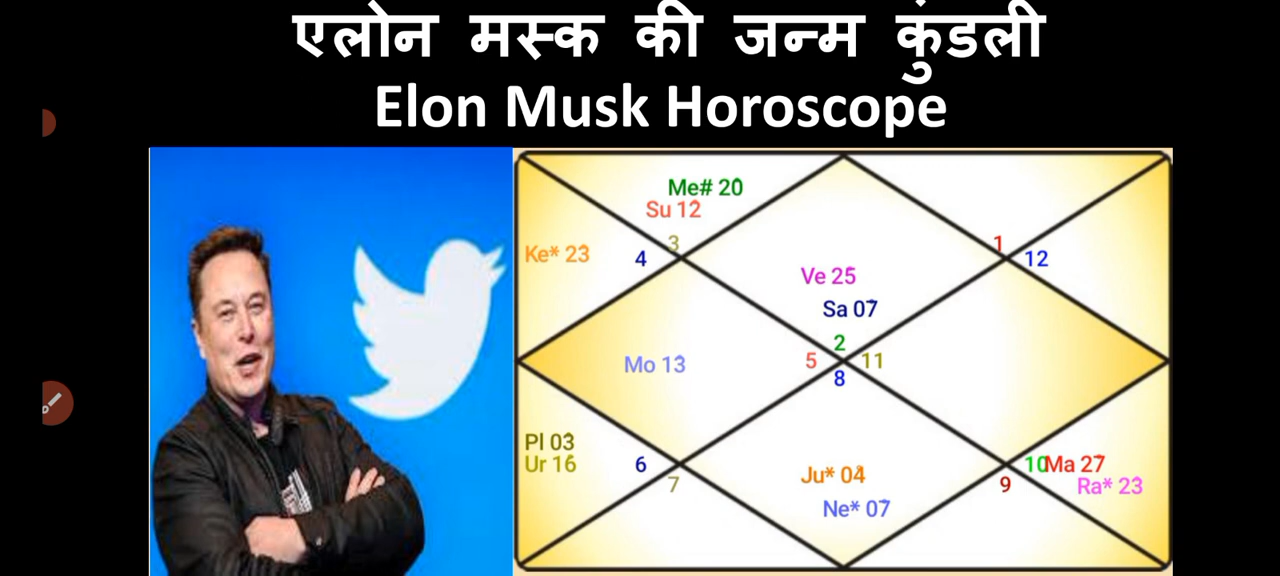 एलोन मस्क की जन्म कुंडली
Elon Musk Horoscope
Me# 20
Su 12
3
Ke* 23
4
1
12
Ve 25
Sa 07
2
Mo 13
5
11
8
Pl 03
Ur 16
6
7
Ju* 04
Ne* 07
10
Ma 27
9
Ra* 23